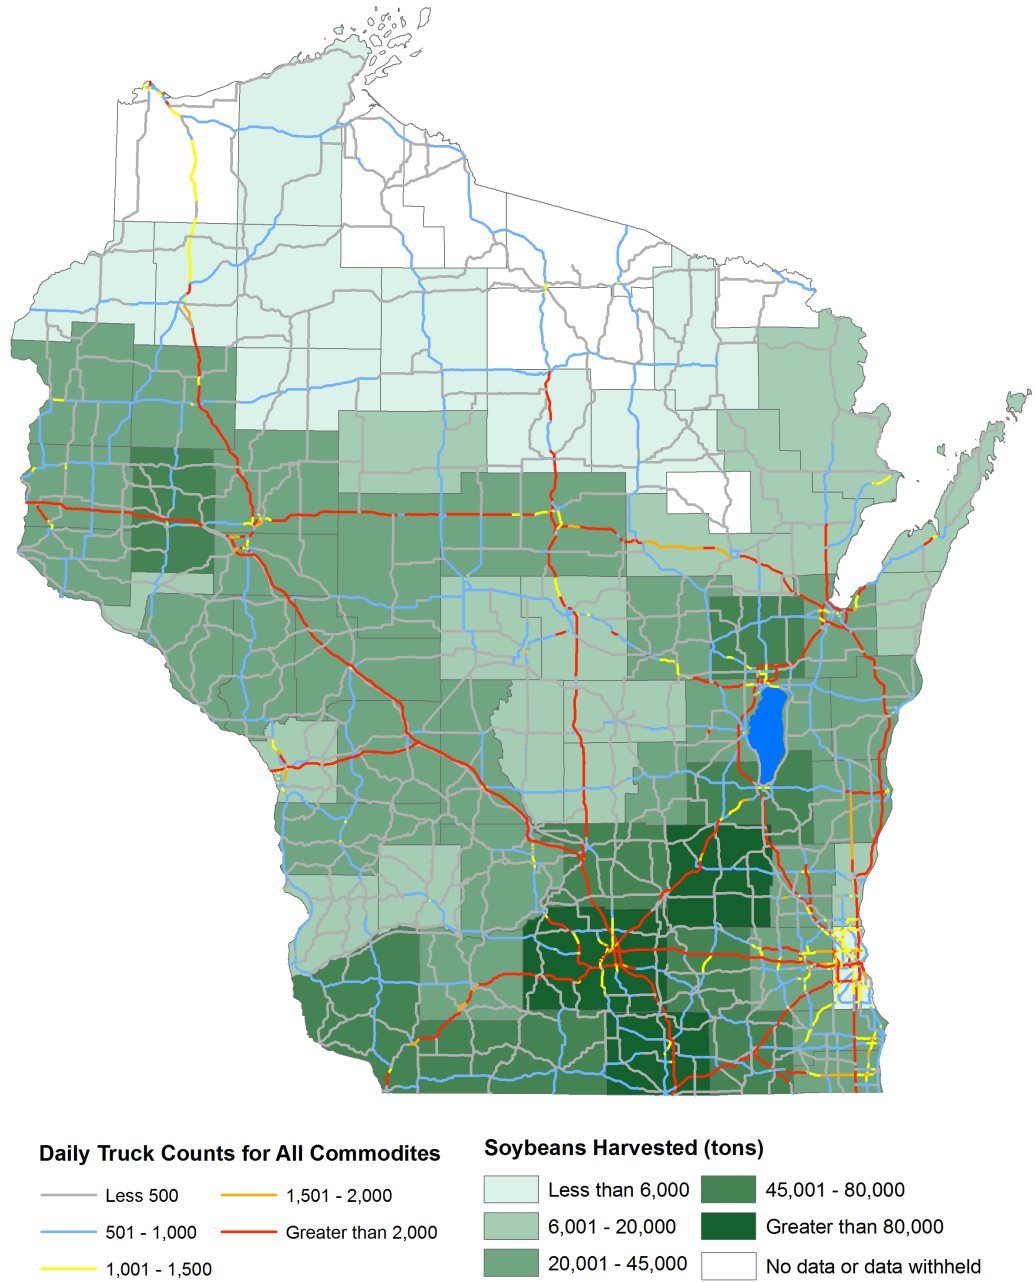 Daily Truck Counts for All Commodites
Less 500
501 - 1,000
1,001 - 1,500
1,501 - 2,000
Greater than 2,000
Soybeans Harvested (tons)
Less than 6,000
6,001 - 20,000
20,001 - 45,000
45,001 - 80,000
Greater than 80,000
No data or data withheld